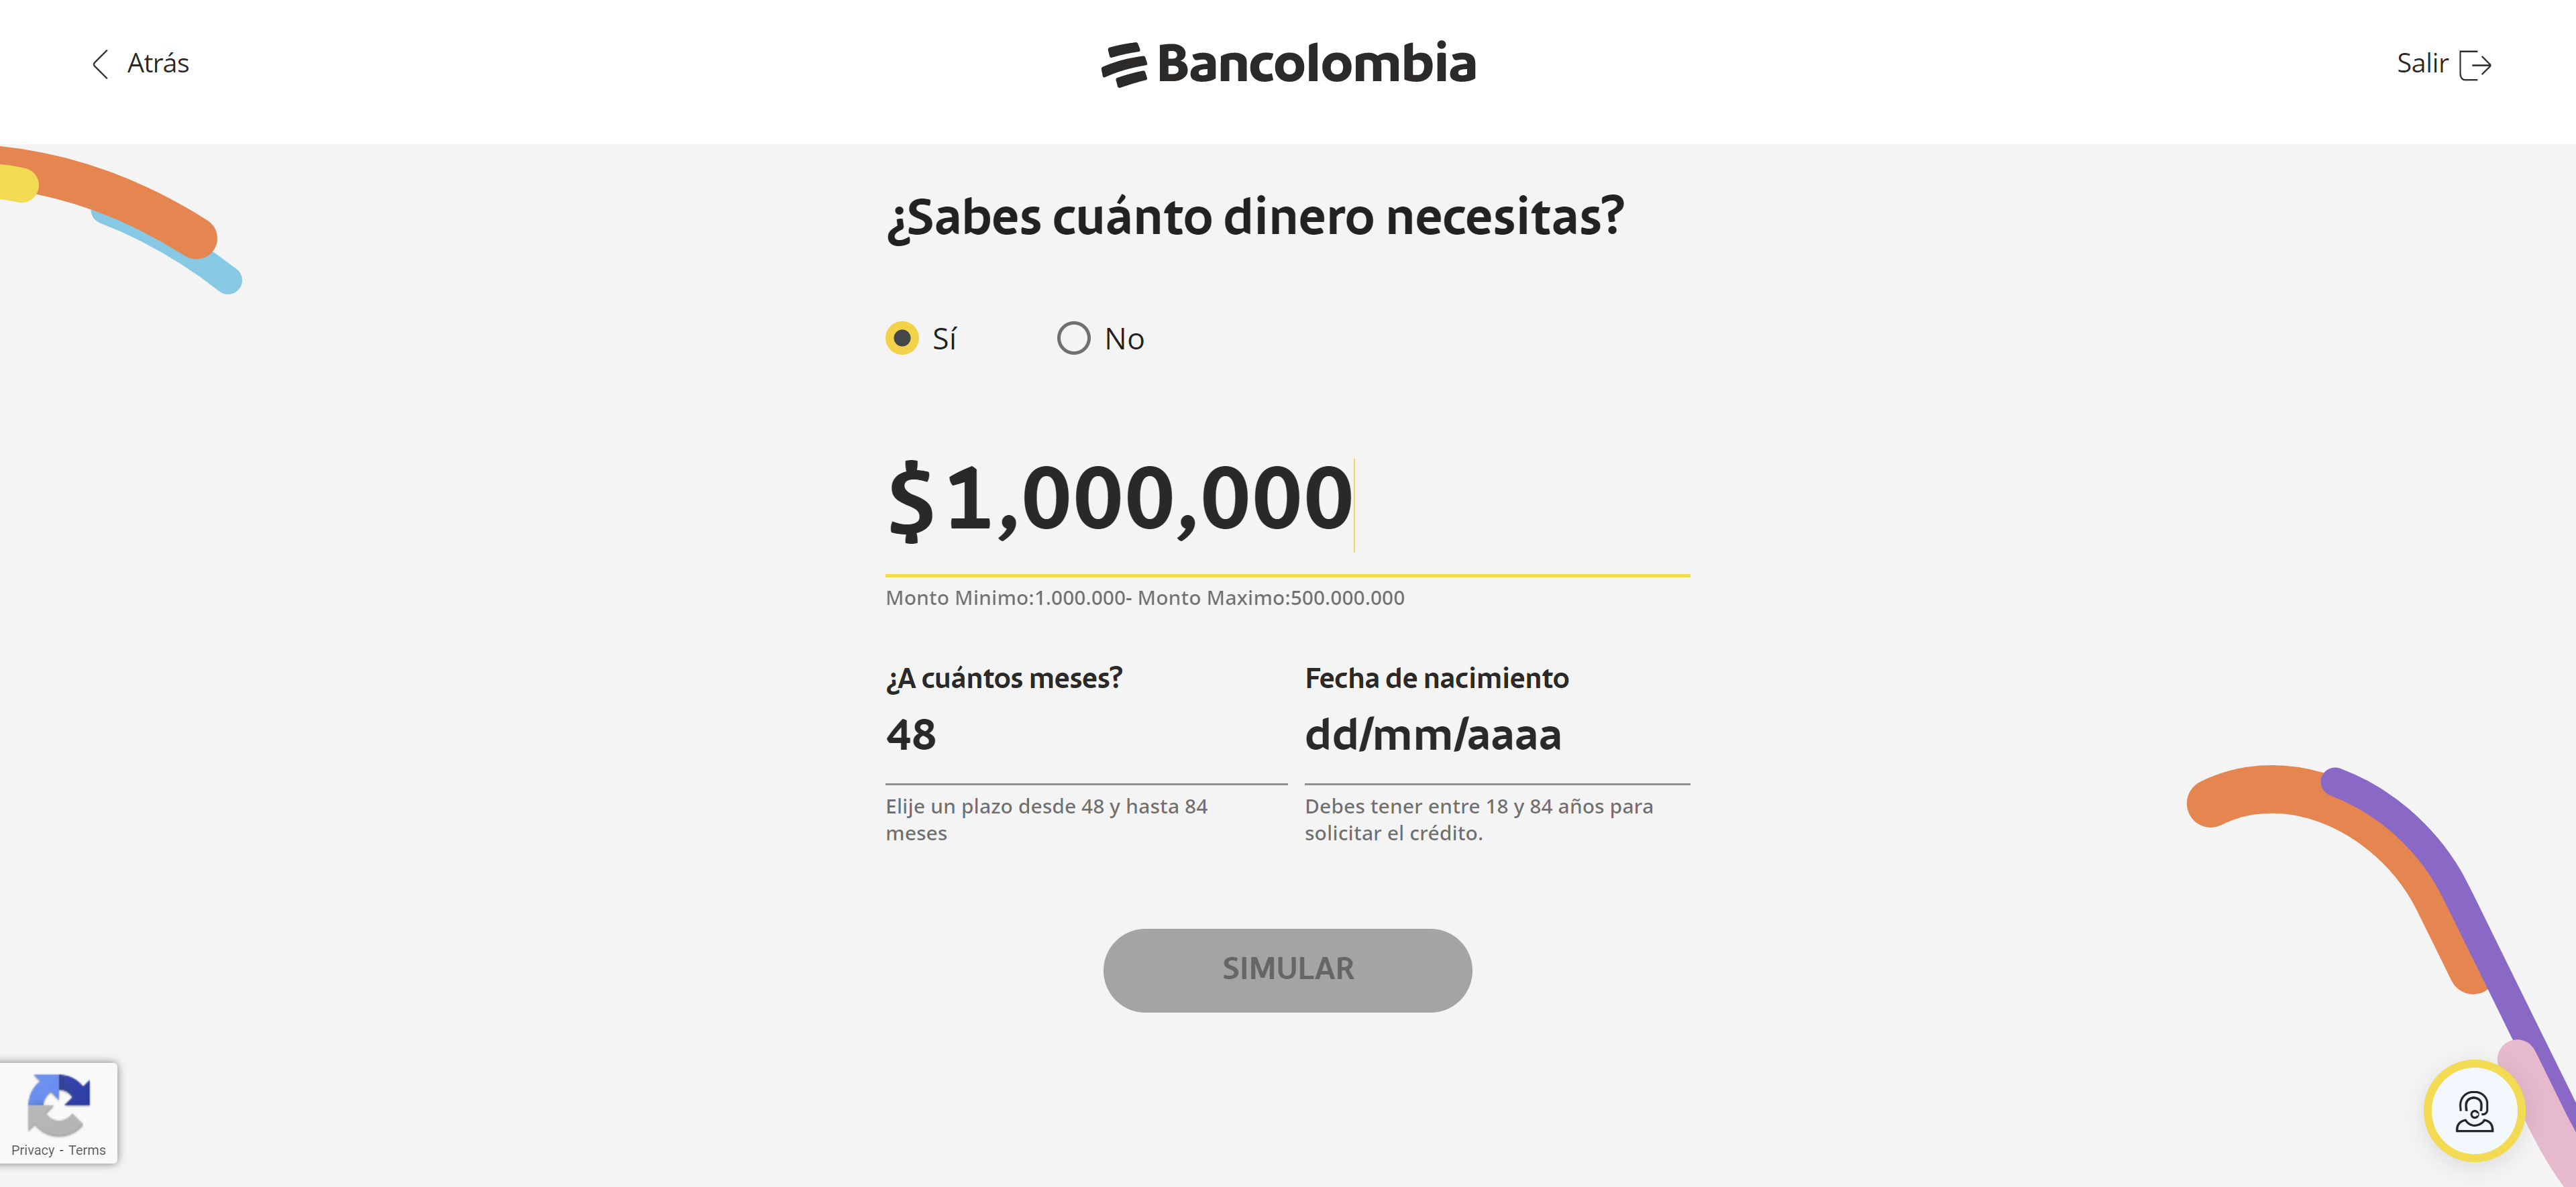 Atrás
Bancolombia
Salir
¿Sabes cuánto dinero necesitas?
Sí
No
$1,000,000
Monto Minimo:1.000.000- Monto Maximo:500.000.000
¿A cuántos meses?
48
Elije un plazo desde 48 y hasta 84
meses
Fecha de nacimiento
dd/mm/aaaa
Debes tener entre 18 y 84 años para
solicitar el crédito.
SIMULAR
Privacy - Terms